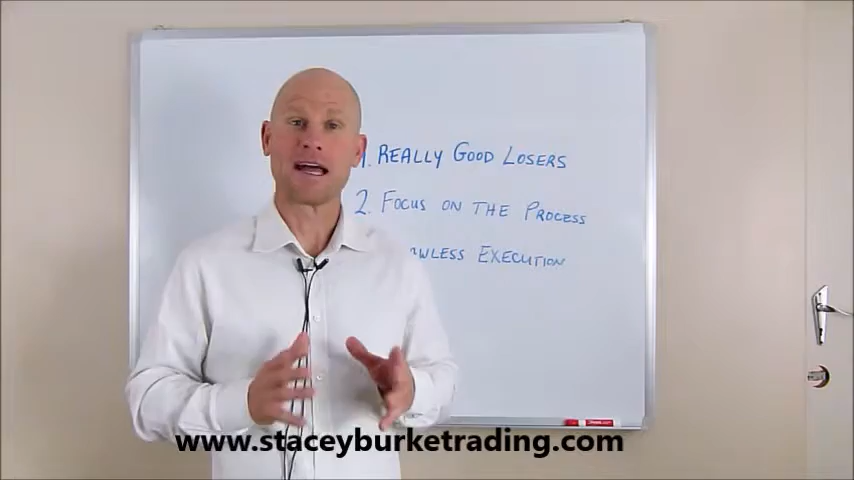 1. REALLY GOOD LOSERS
2. FOCUS ON THE PROCESS
EXECUTION
www.staceyburketrading.com